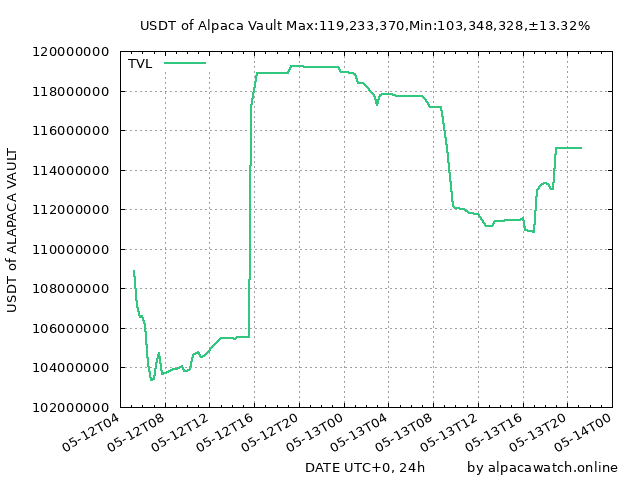 USDT of Alpaca Vault Max:119,233,370,Min:103,348,328,±13.32%
120000000
118000000
116000000
114000000
112000000
110000000
108000000
106000000
104000000
102000000
USDT of ALAPACA VAULT
TVL
05-12T04
05-12T08
05-12T12
05-12T16
05-12T20
05-13T00
05-13T04
05-13T08
05-13T12
05-13T16
05-13T20
05-14T00
DATE UTC+0, 24h
by alpacawatch.online